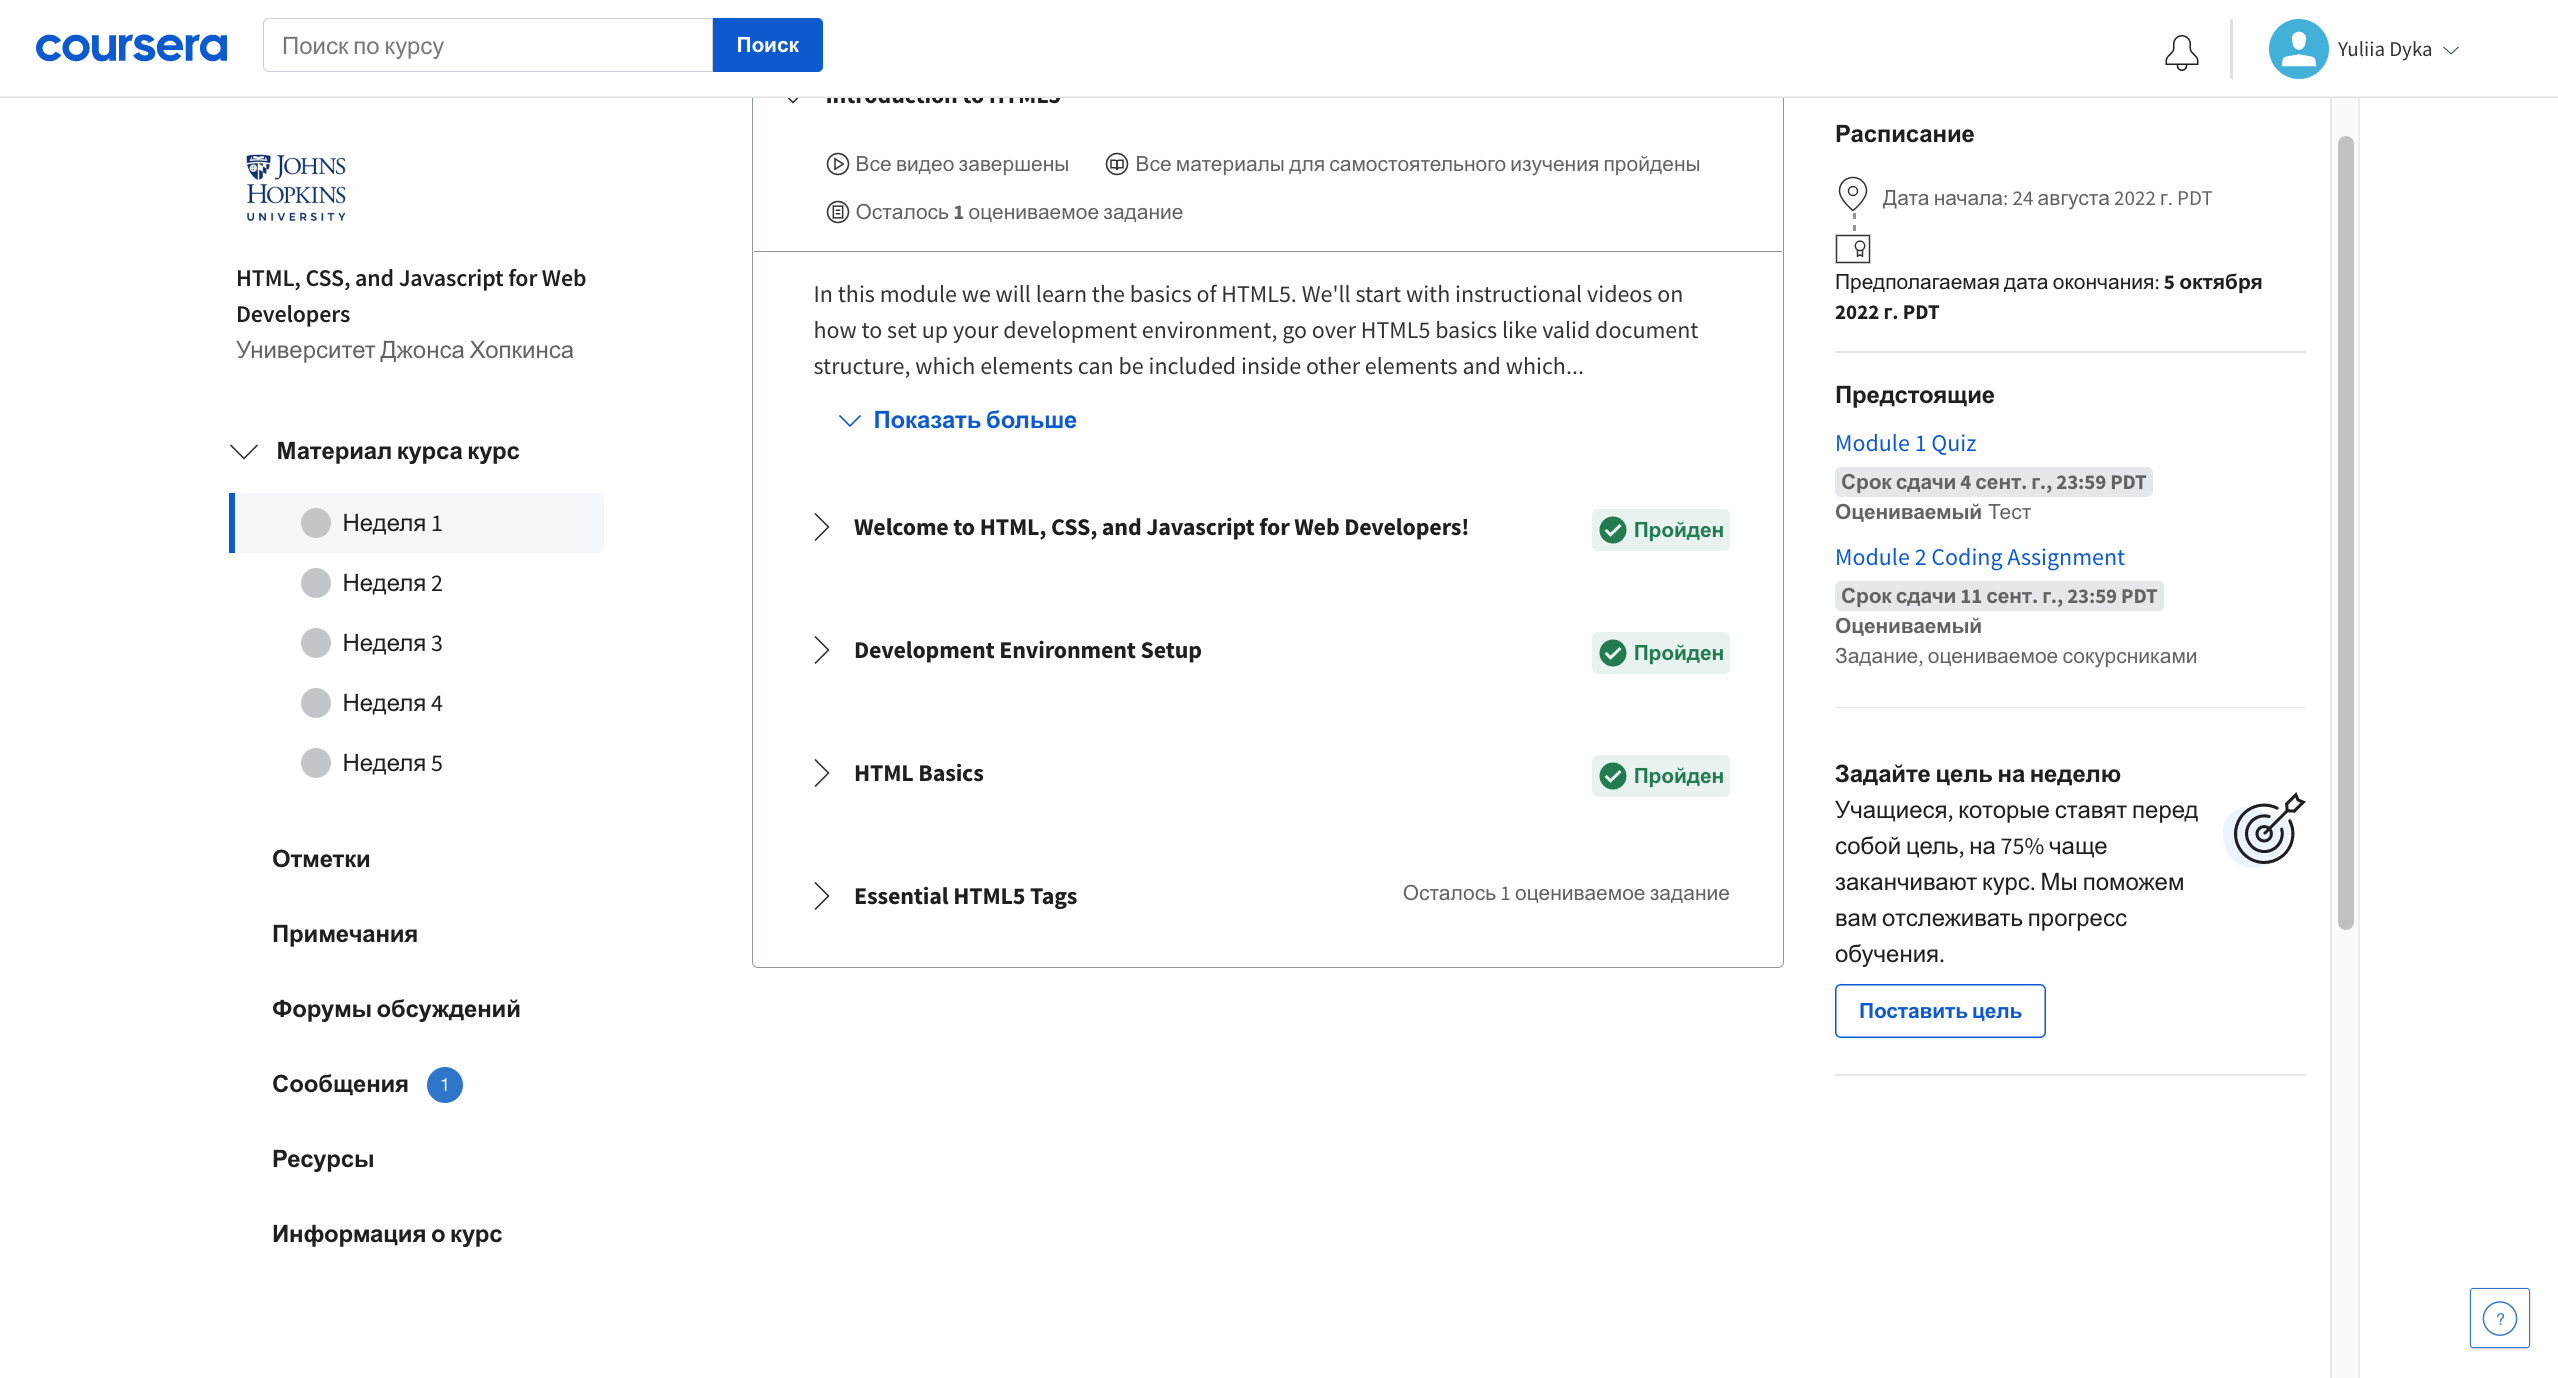 coursera
Поиск по курсу
Поиск
Yuliia Dyka
JOHNS
HOPKINS
UNIVERSITY
HTML, CSS, and Javascript for Web
Developers
Университет Джонса Хопкинса
Материал курса курс
Неделя 1
Неделя 2
Неделя 3
Неделя 4
Неделя 5
Отметки
Примечания
Форумы обсуждений
Сообщения 1
Ресурсы
Информация о курс
Introduction to HTML5
Все видео завершены Все материалы для самостоятельного изучения пройдены
Осталось 1 оцениваемое задание
In this module we will learn the basics of HTML5. We'll start with instructional videos on
how to set up your development environment, go over HTML5 basics like valid document
structure, which elements can be included inside other elements and which...
Показать больше
Welcome to HTML, CSS, and Javascript for Web Developers! Пройден
Development Environment Setup Пройден
HTML Basics Пройден
Essential HTML5 Tags Осталось 1 оцениваемое задание
Расписание
Дата начала: 24 августа 2022 г. PDT
Предполагаемая дата окончания: 5 октября
2022 г. PDT
Предстоящие
Module 1 Quiz
Срок сдачи 4 сент. г., 23:59 PDT
Оцениваемый Тест
Module 2 Coding Assignment
Срок сдачи 11 сент. г., 23:59 PDT
Оцениваемый
Задание, оцениваемое сокурсниками
Задайте цель на неделю
Учащиеся, которые ставят перед
собой цель, на 75% чаще
заканчивают курс. Мы поможем
вам отслеживать прогресс
обучения.
Поставить цель
?